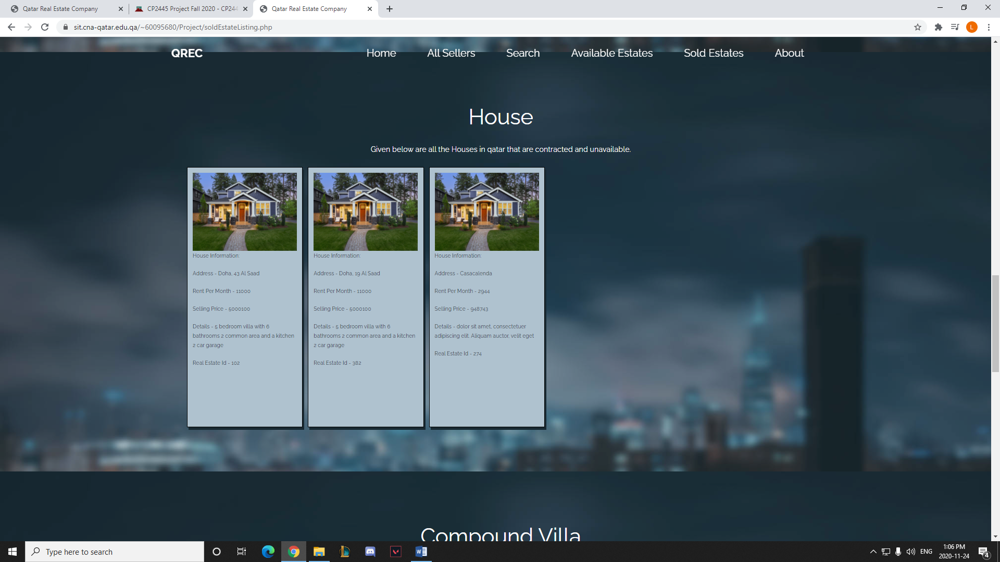 Qatar Real Estate Company
CP2445 Project Fall 2020 - CP244
Qatar Real Estate Company
sit.cna-qatar.edu.qa/~60095680/Project/soldEstateListing.php
L
QREC
Home
All Sellers
Search
Available Estates
Sold Estates
About
House
Given below are all the Houses in qatar that are contracted and unavailable.
House Information:
Address - Doha, 43 Al Saad
Rent Per Month - 11000
Selling Price - 5000100
Details - 5 bedroom villa with 6
bathrooms 2 common area and a kitchen
2 car garage
Real Estate Id - 102
House Information:
Address - Doha, 19 Al Saad
Rent Per Month - 11000
Selling Price - 5000100
Details - 5 bedroom villa with 6
bathrooms 2 common area and a kitchen
2 car garage
Real Estate Id - 382
House Information:
Address - Casacalenda
Rent Per Month - 2944
Selling Price - 948743
Details - dolor sit amet, consectetuer
adipiscing elit. Aliquam auctor, velit eget
Real Estate Id - 274
Compound Villa
Type here to search
ENG
1:06 PM
2020-11-24
4